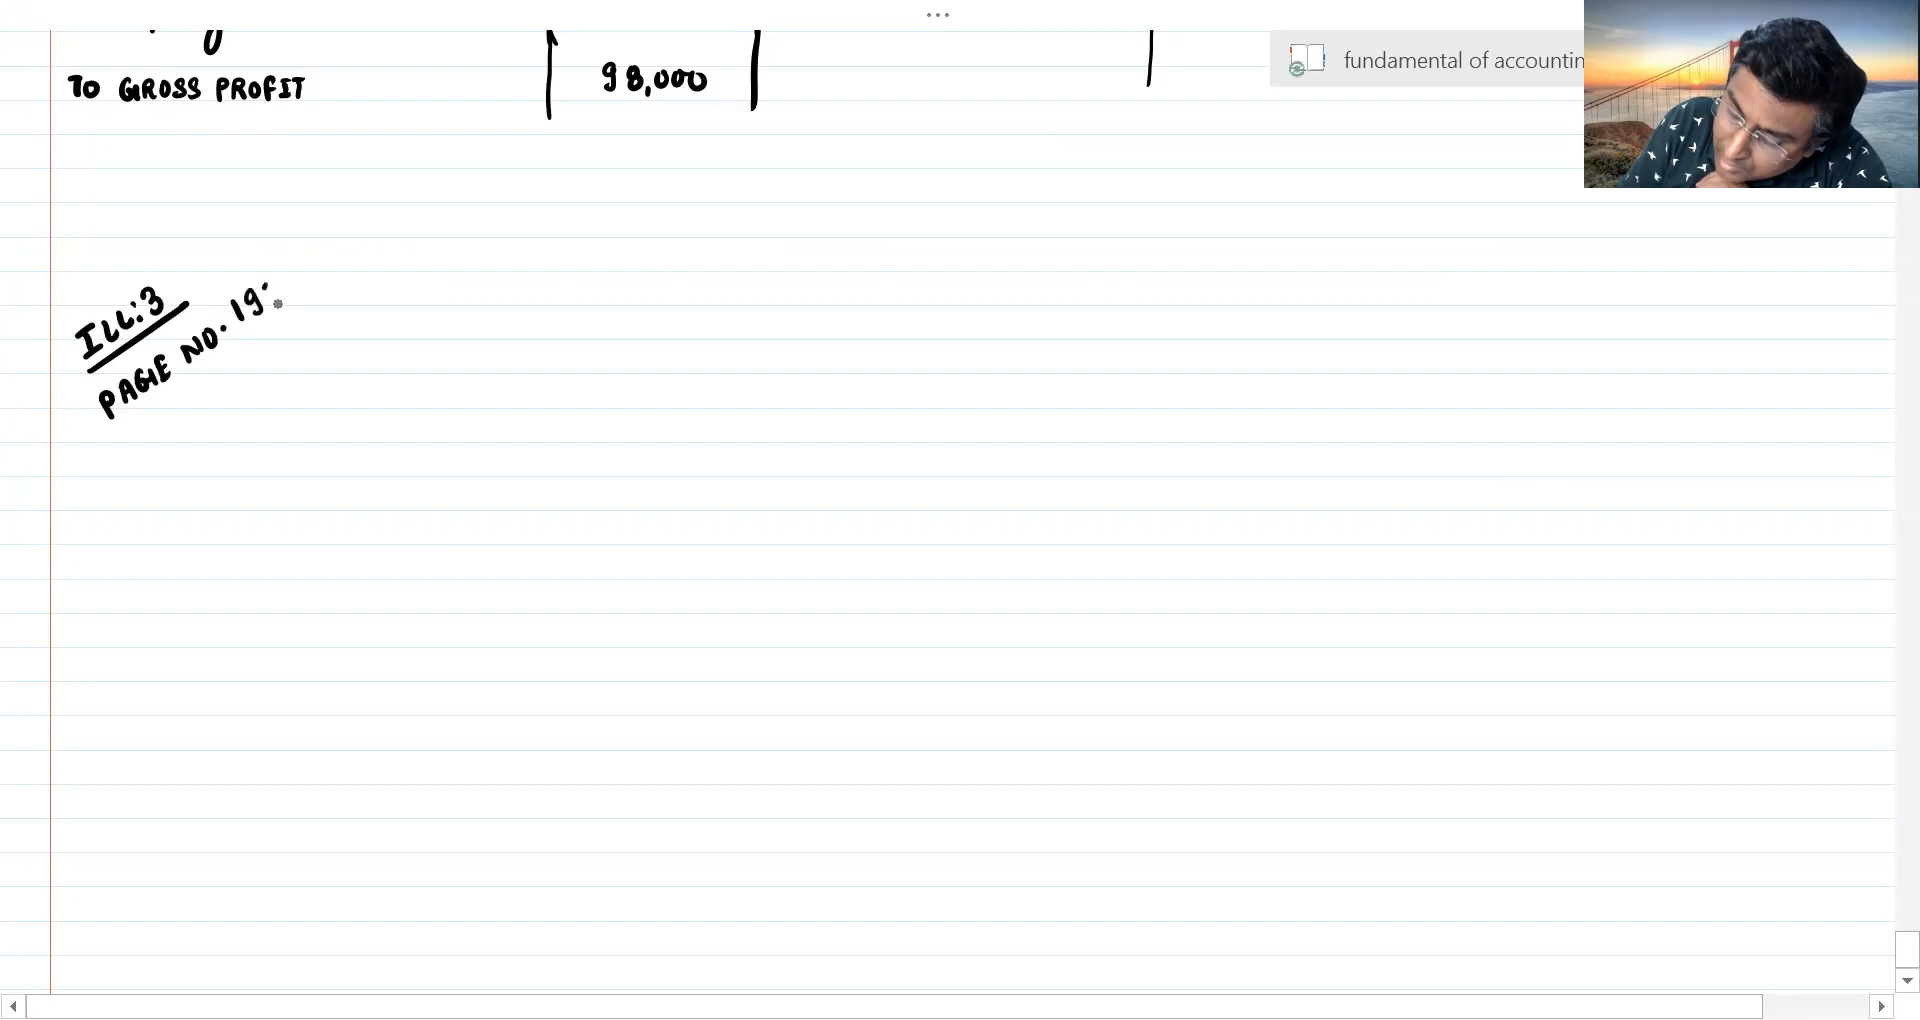 fundamental of accountin
TO GROSS PROFIT 98,000
ILL:3
PAGE NO. 19